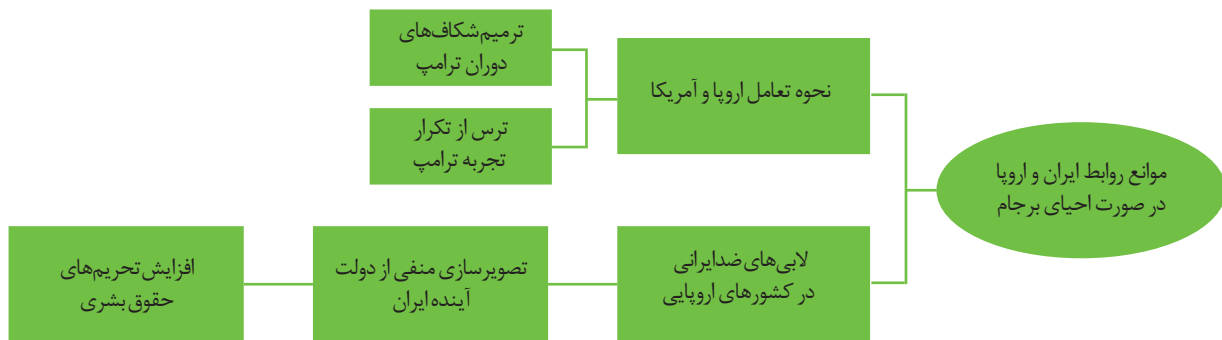 موانع روابط ایران و اروپا
در صورت احیای برجام
نحوه تعامل اروپا و آمریکا
ترمیم شکاف‌های
دوران ترامپ
ترس از تکرار
تجربه ترامپ
لابی‌های ضدایرانی
در کشورهای اروپایی
تصویرسازی منفی از دولت
آینده ایران
افزایش تحریم‌های
حقوق بشری